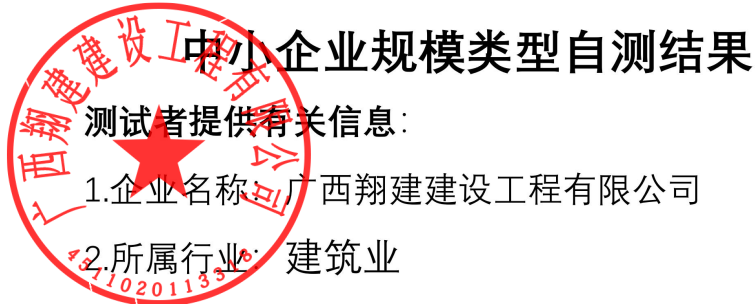 中小企业规模类型自测结果
测试者提供有关信息：
1.企业名称：广西翔建建设工程有限公司
2.所属行业：建筑业
广西翔建建设工程有限公司
4511020113318